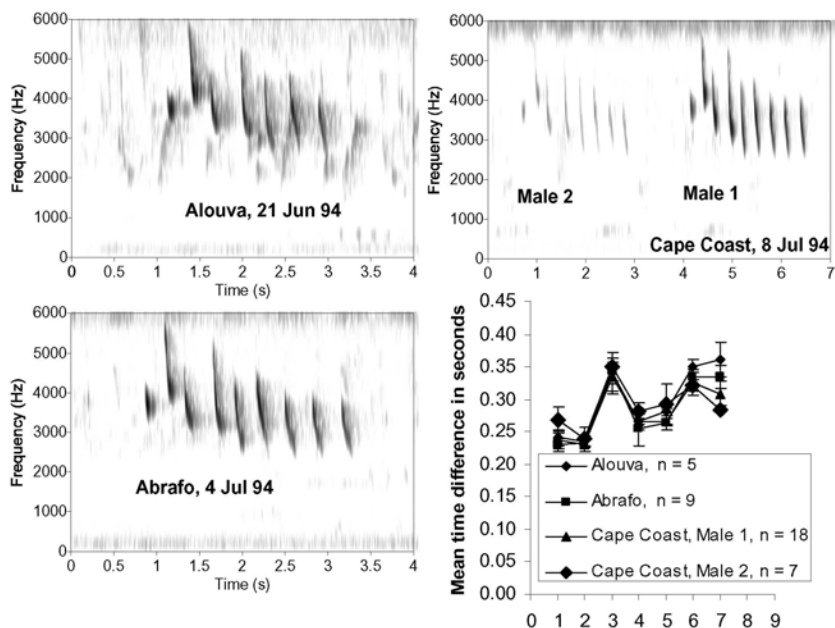 6000
5000
4000
3000
2000
1000
0
Frequency (Hz)
Alouva, 21 Jun 94
0 0.5 1 1.5 2 2.5 3 3.5 4
Time (s)
6000
5000
4000
3000
2000
1000
0
Frequency (Hz)
Male 2
Male 1
Cape Coast, 8 Jul 94
0 1 2 3 4 5 6 7
6000
5000
4000
3000
2000
1000
0
Frequency (Hz)
Abrafo, 4 Jul 94
0 0.5 1 1.5 2 2.5 3 3.5 4
Time (s)
0.45
0.40
0.35
0.30
0.25
0.20
0.15
0.10
0.05
0.00
Mean time difference in seconds
Alouva, n = 5
Abrafo, n = 9
Cape Coast, Male 1, n = 18
Cape Coast, Male 2, n = 7
0 1 2 3 4 5 6 7 8 9